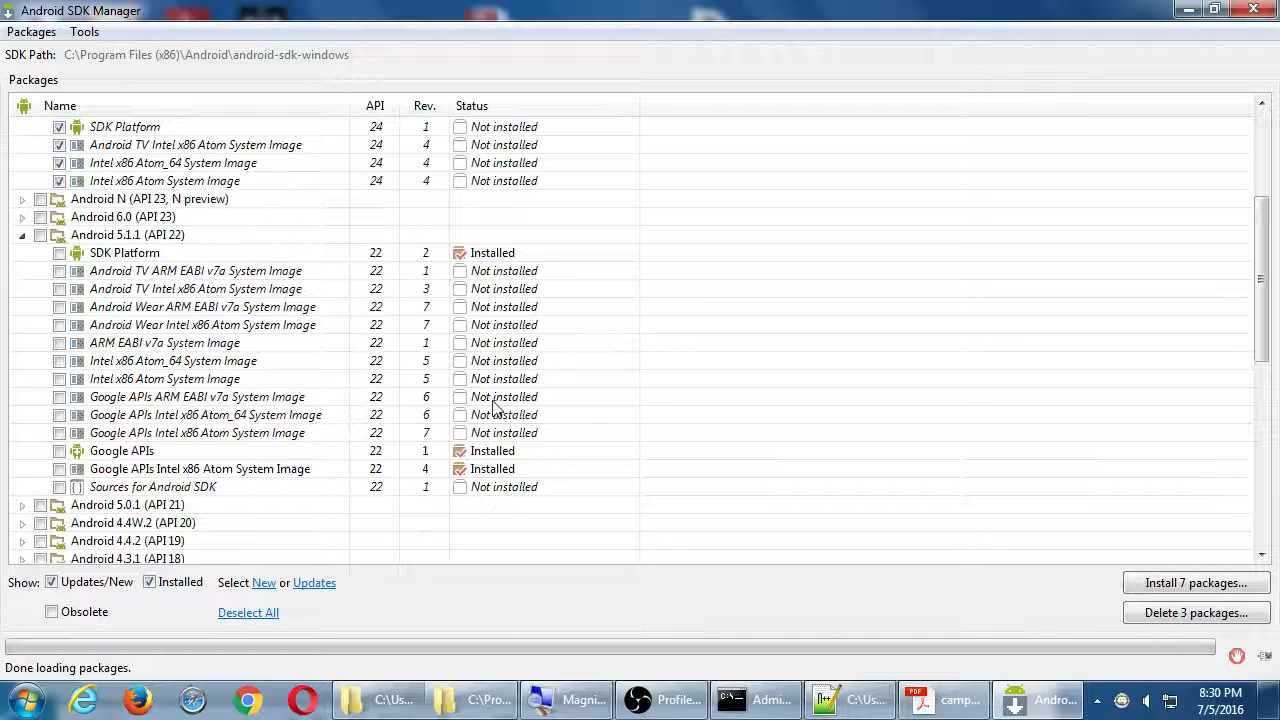 Android SDK Manager
Packages Tools
SDK Path: C:\Program Files (x86)\Android\android-sdk-windows
Packages
Name API Rev. Status
SDK Platform 24 1 Not installed
Android TV Intel x86 Atom System Image 24 4 Not installed
Intel x86 Atom_64 System Image 24 4 Not installed
Intel x86 Atom System Image 24 4 Not installed
Android N (API 23, N preview)
Android 6.0 (API 23)
Android 5.1.1 (API 22)
SDK Platform 22 2 Installed
Android TV ARM EABI v7a System Image 22 1 Not installed
Android TV Intel x86 Atom System Image 22 3 Not installed
Android Wear ARM EABI v7a System Image 22 7 Not installed
Android Wear Intel x86 Atom System Image 22 7 Not installed
ARM EABI v7a System Image 22 1 Not installed
Intel x86 Atom_64 System Image 22 5 Not installed
Intel x86 Atom System Image 22 5 Not installed
Google APIs ARM EABI v7a System Image 22 6 Not installed
Google APIs Intel x86 Atom_64 System Image 22 6 Not installed
Google APIs Intel x86 Atom System Image 22 7 Not installed
Google APIs 22 1 Installed
Google APIs Intel x86 Atom System Image 22 4 Installed
Sources for Android SDK 22 1 Not installed
Android 5.0.1 (API 21)
Android 4.4W.2 (API 20)
Android 4.4.2 (API 19)
Android 4.3.1 (API 18)
Show: Updates/New Installed Select New or Updates Install 7 packages...
Obsolete Deselect All Delete 3 packages...
Done loading packages.
C:\Us... C:\Pro... Magni... Profile... Admi... C:\Us... camp... Andro... 8:30 PM
7/5/2016